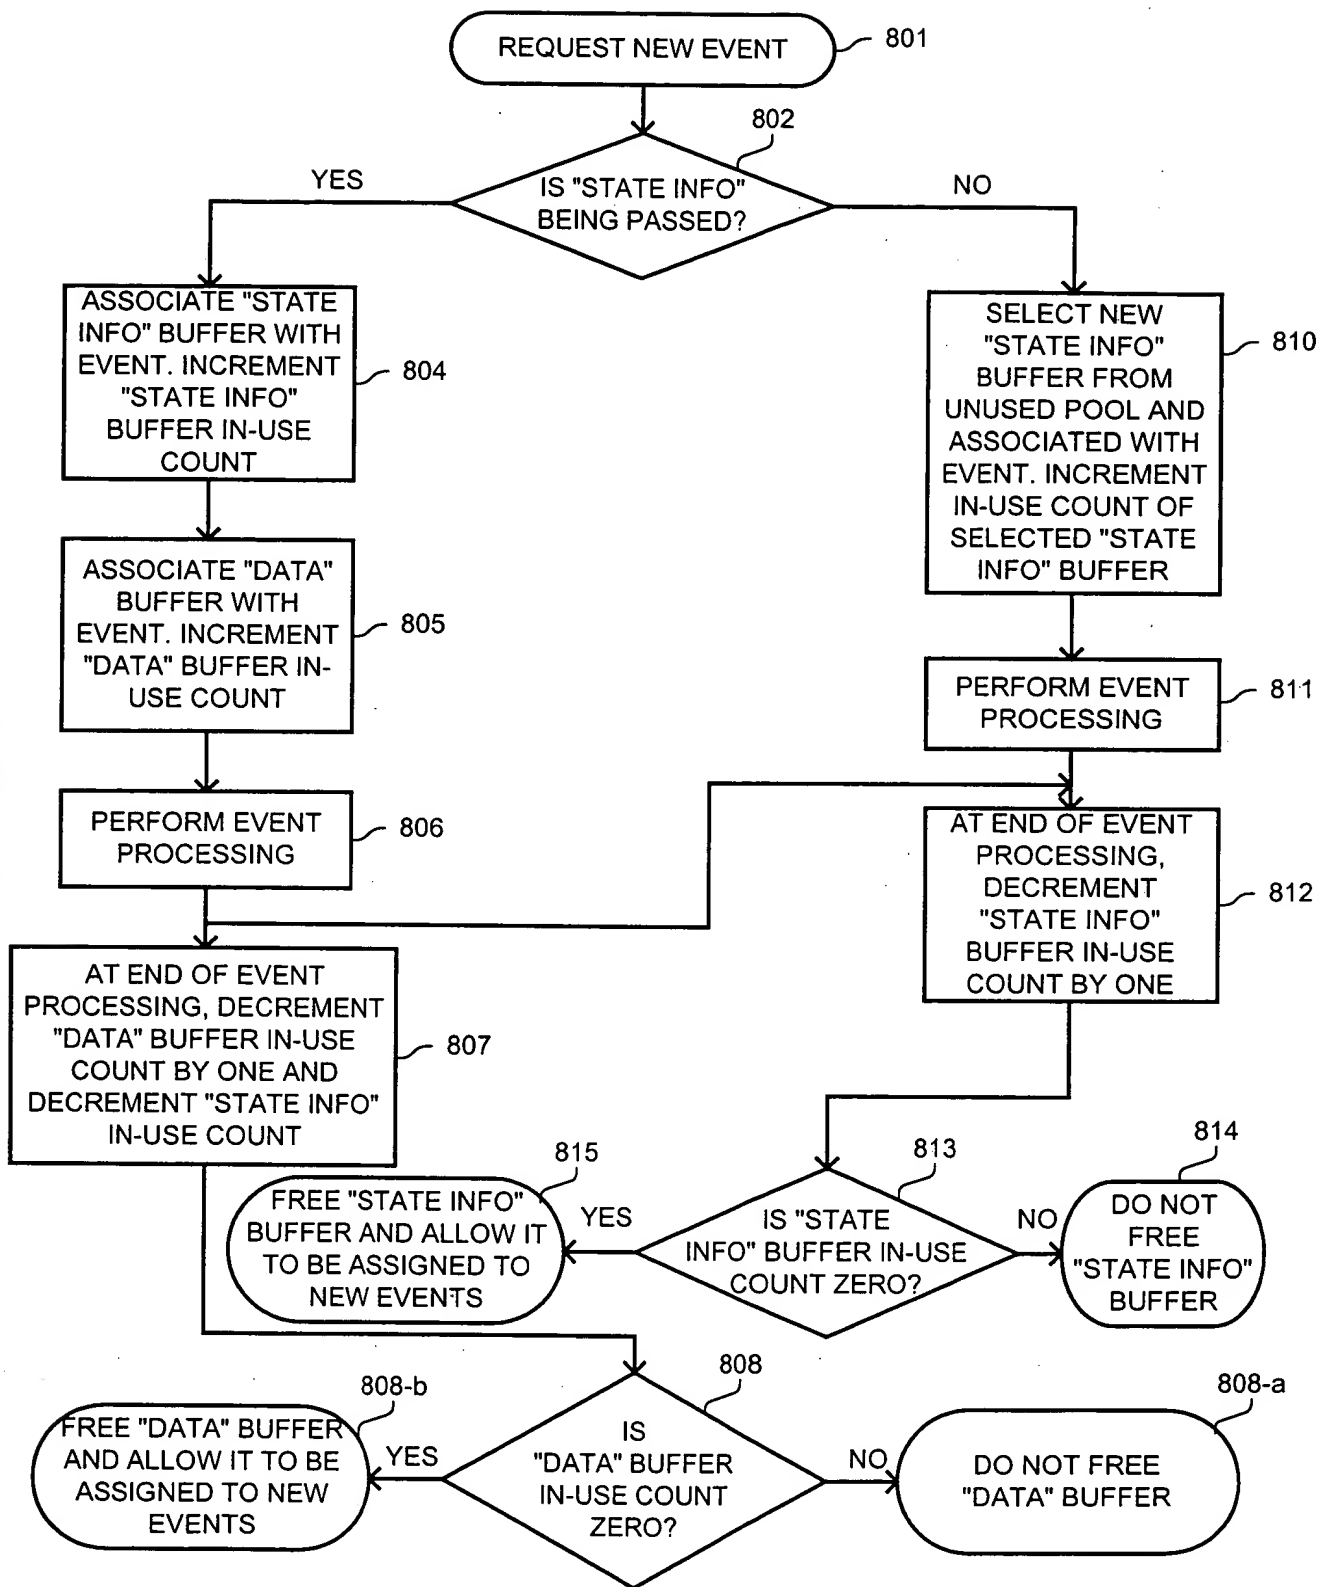 REQUEST NEW EVENT
801
802
IS "STATE INFO"
BEING PASSED?
YES
NO
ASSOCIATE "STATE
INFO" BUFFER WITH
EVENT. INCREMENT
"STATE INFO"
BUFFER IN-USE
COUNT
804
SELECT NEW
"STATE INFO"
BUFFER FROM
UNUSED POOL AND
ASSOCIATED WITH
EVENT. INCREMENT
IN-USE COUNT OF
SELECTED "STATE
INFO" BUFFER
810
ASSOCIATE "DATA"
BUFFER WITH
EVENT. INCREMENT
"DATA" BUFFER IN-
USE COUNT
805
PERFORM EVENT
PROCESSING
811
PERFORM EVENT
PROCESSING
806
AT END OF EVENT
PROCESSING,
DECREMENT
"STATE INFO"
BUFFER IN-USE
COUNT BY ONE
812
AT END OF EVENT
PROCESSING, DECREMENT
"DATA" BUFFER IN-USE
COUNT BY ONE AND
DECREMENT "STATE INFO"
IN-USE COUNT
807
815
FREE "STATE INFO"
BUFFER AND ALLOW IT
TO BE ASSIGNED TO
NEW EVENTS
YES
813
IS "STATE
INFO" BUFFER IN-USE
COUNT ZERO?
NO
814
DO NOT
FREE
"STATE INFO"
BUFFER
808-b
FREE "DATA" BUFFER
AND ALLOW IT TO BE
ASSIGNED TO NEW
EVENTS
YES
808
IS
"DATA" BUFFER
IN-USE COUNT
ZERO?
NO
808-a
DO NOT FREE
"DATA" BUFFER